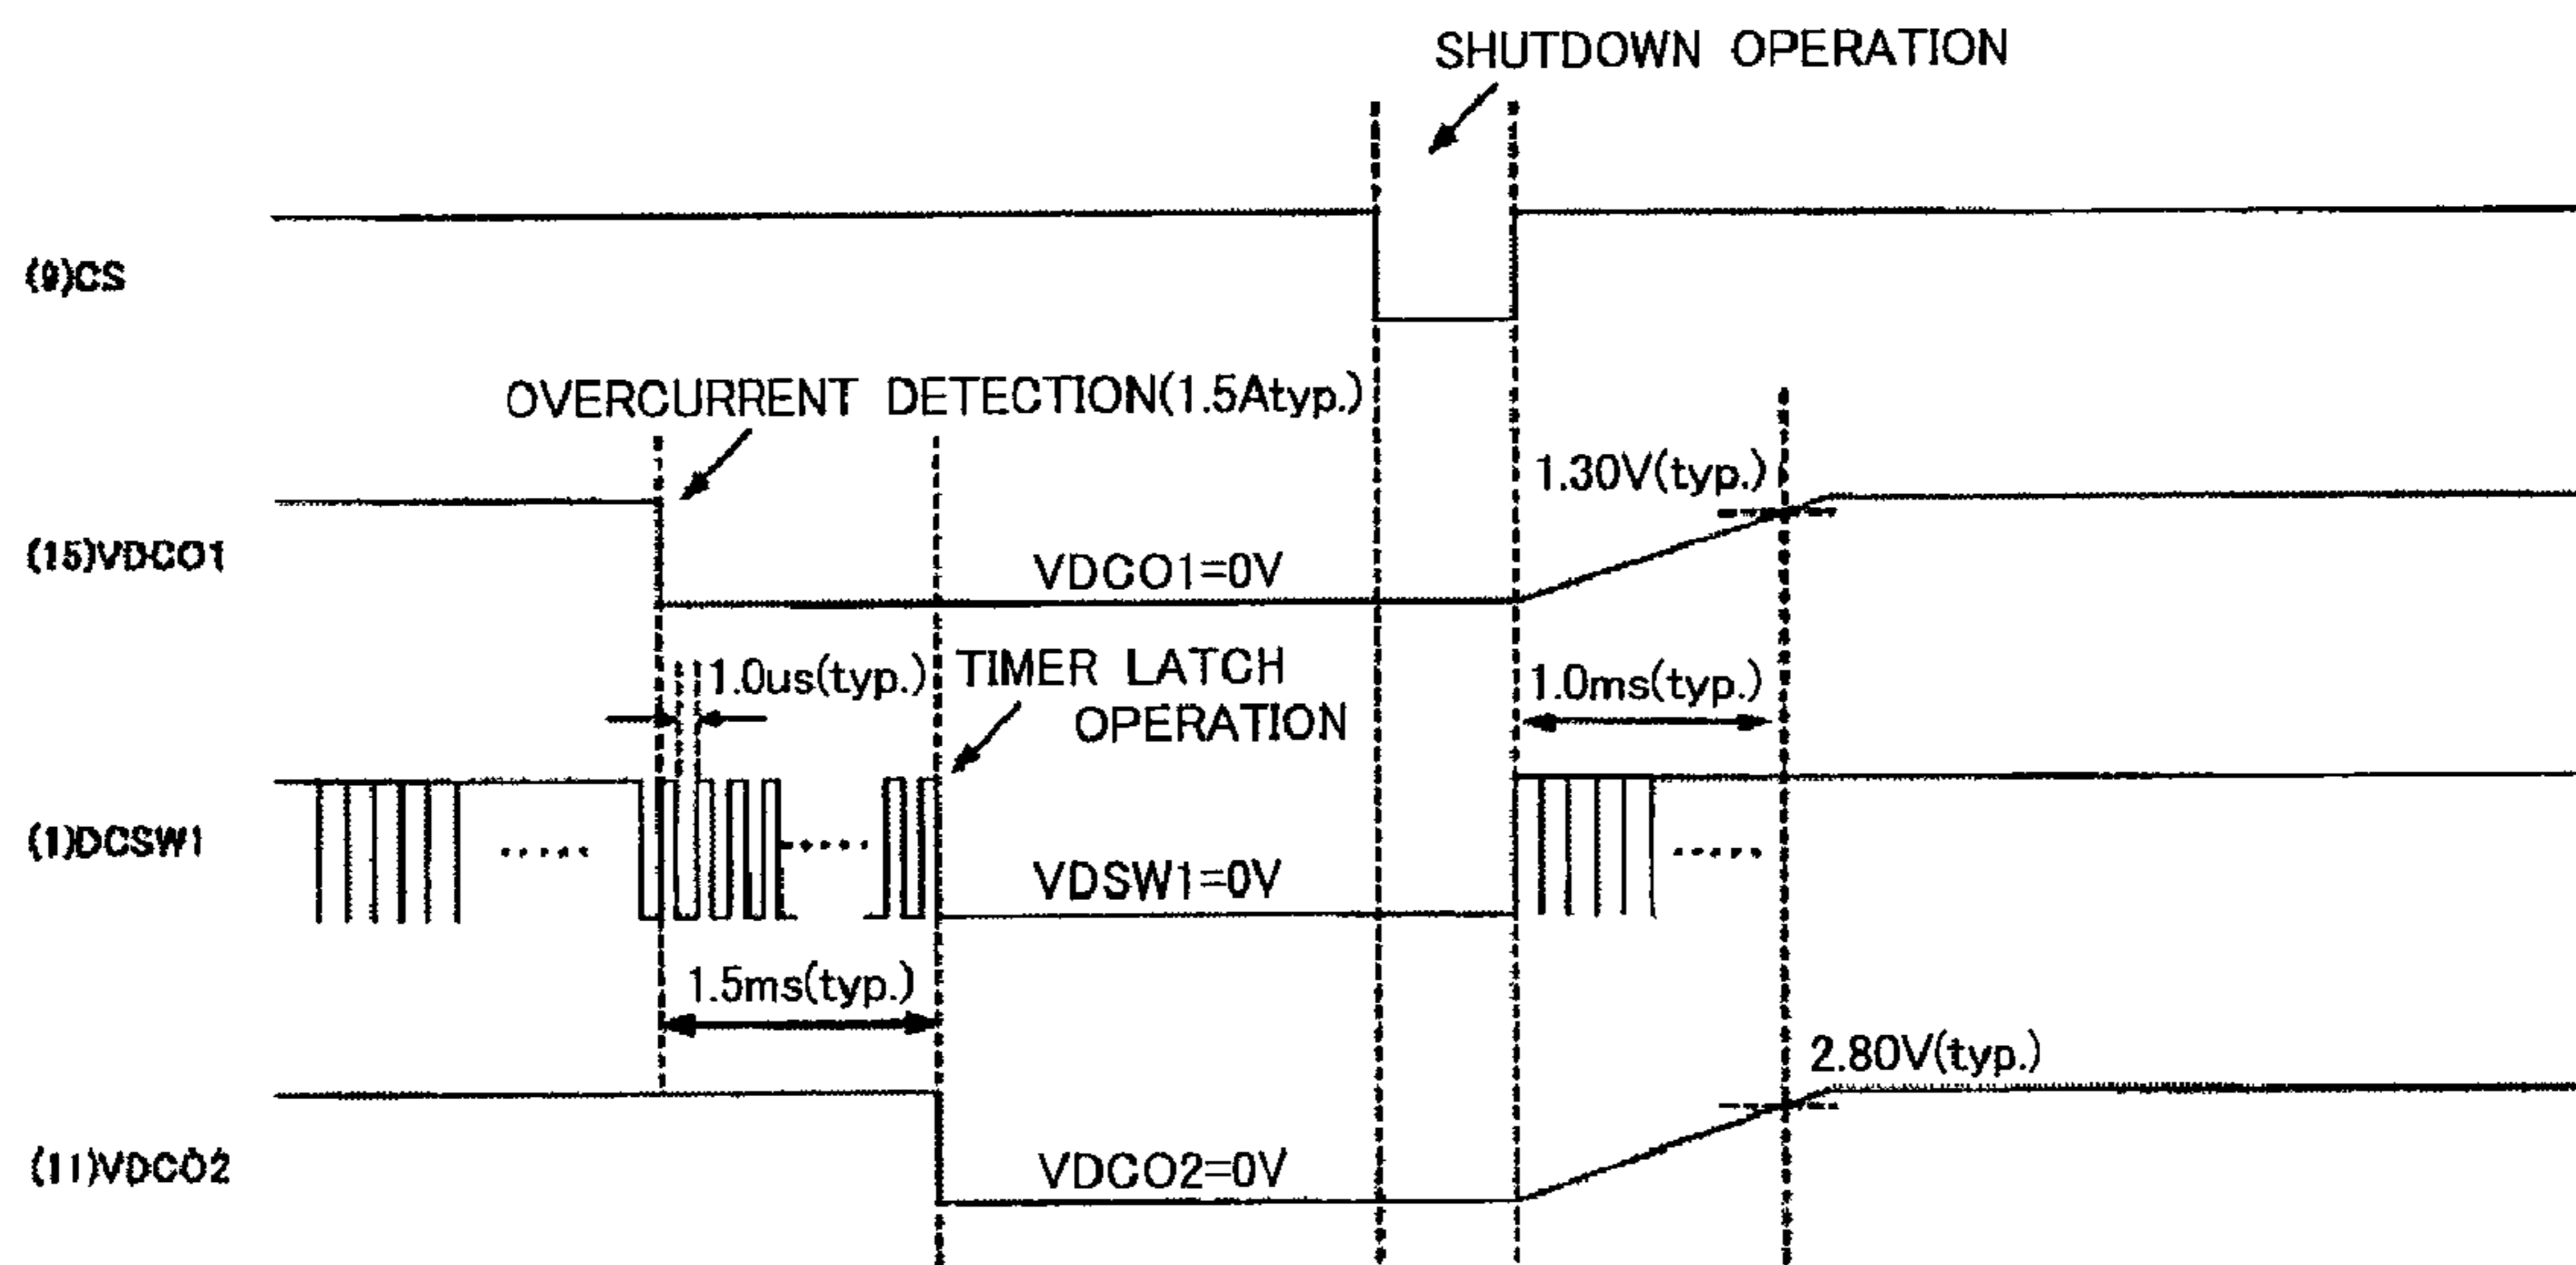 SHUTDOWN OPERATION
(9)CS
OVERCURRENT DETECTION(1.5Atyp.)
1.30V(typ.)
(15)VDCO1
VDCO1=0V
1.0us(typ.)
TIMER LATCH
OPERATION
1.0ms(typ.)
(1)DCSW1
VDSW1=0V
1.5ms(typ.)
2.80V(typ.)
(11)VDCO2
VDCO2=0V